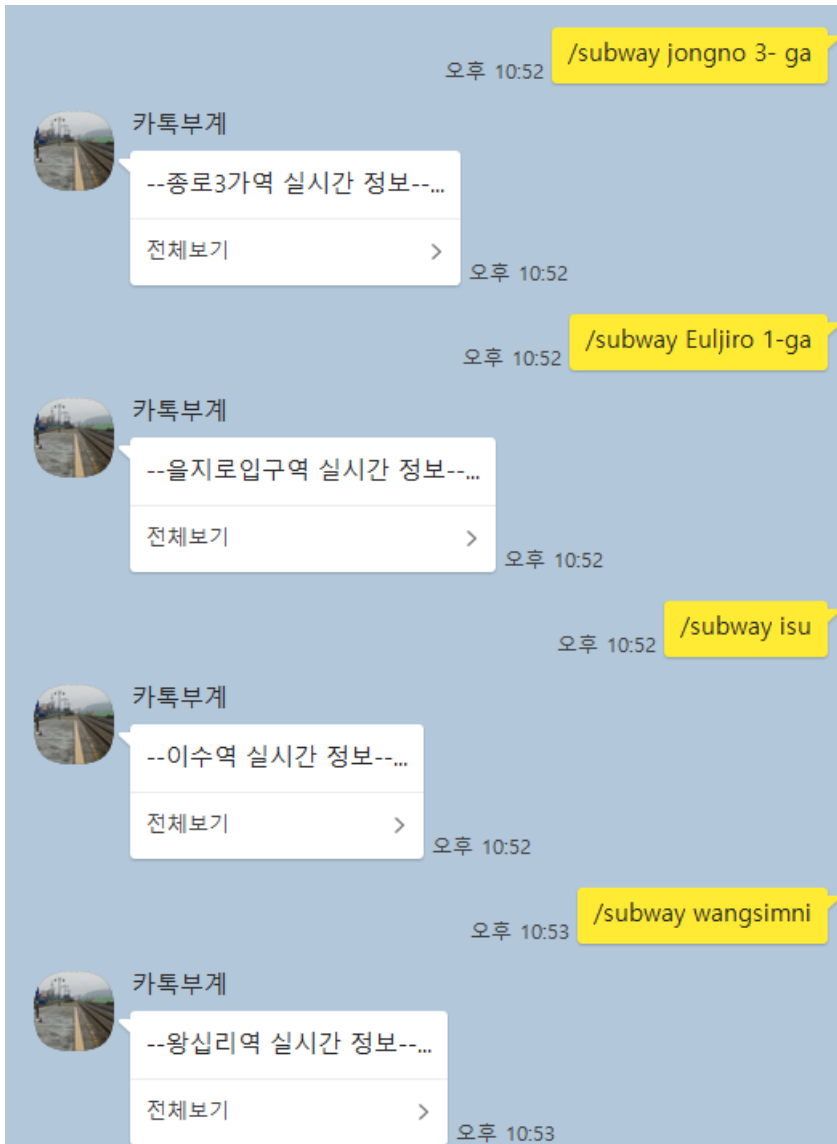 /subway jongno 3- ga
오후 10:52
카톡부계
--종로3가역 실시간 정보--...
전체보기
오후 10:52
/subway Euljiro 1-ga
오후 10:52
카톡부계
--을지로입구역 실시간 정보--...
전체보기
오후 10:52
/subway isu
오후 10:52
카톡부계
--이수역 실시간 정보--...
전체보기
오후 10:52
/subway wangsimni
오후 10:53
카톡부계
--왕십리역 실시간 정보--...
전체보기
오후 10:53